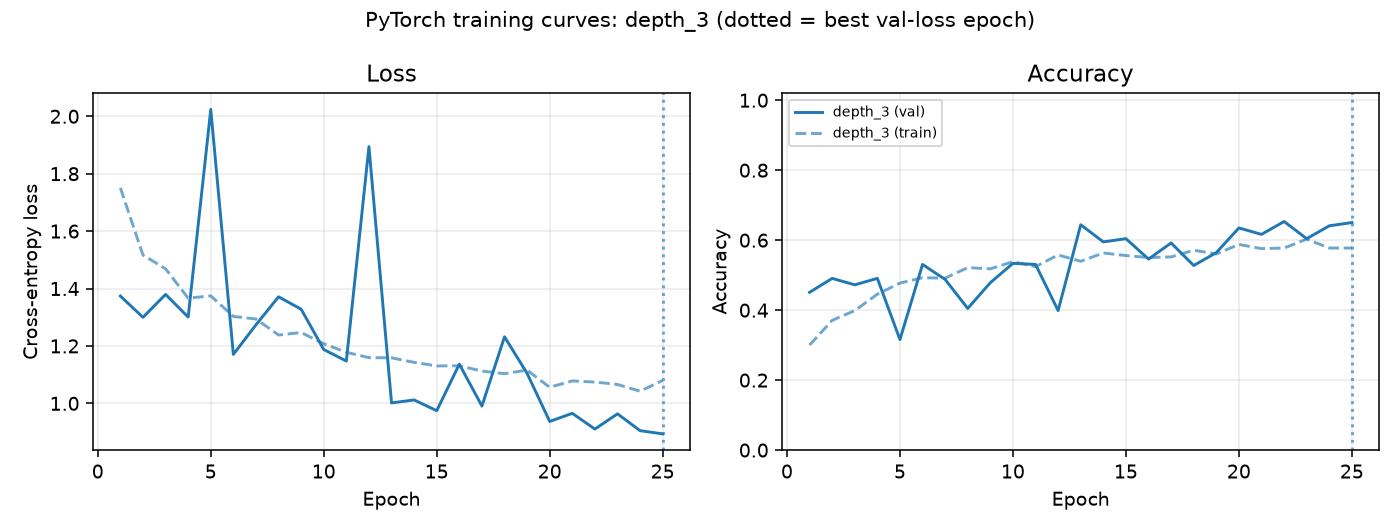 PyTorch training curves: depth_3 (dotted = best val-loss epoch)
Loss
Cross-entropy loss
2.0
1.8
1.6
1.4
1.2
1.0
0 5 10 15 20 25
Epoch
Accuracy
Accuracy
1.0
0.8
0.6
0.4
0.2
0.0
depth_3 (val)
depth_3 (train)
0 5 10 15 20 25
Epoch